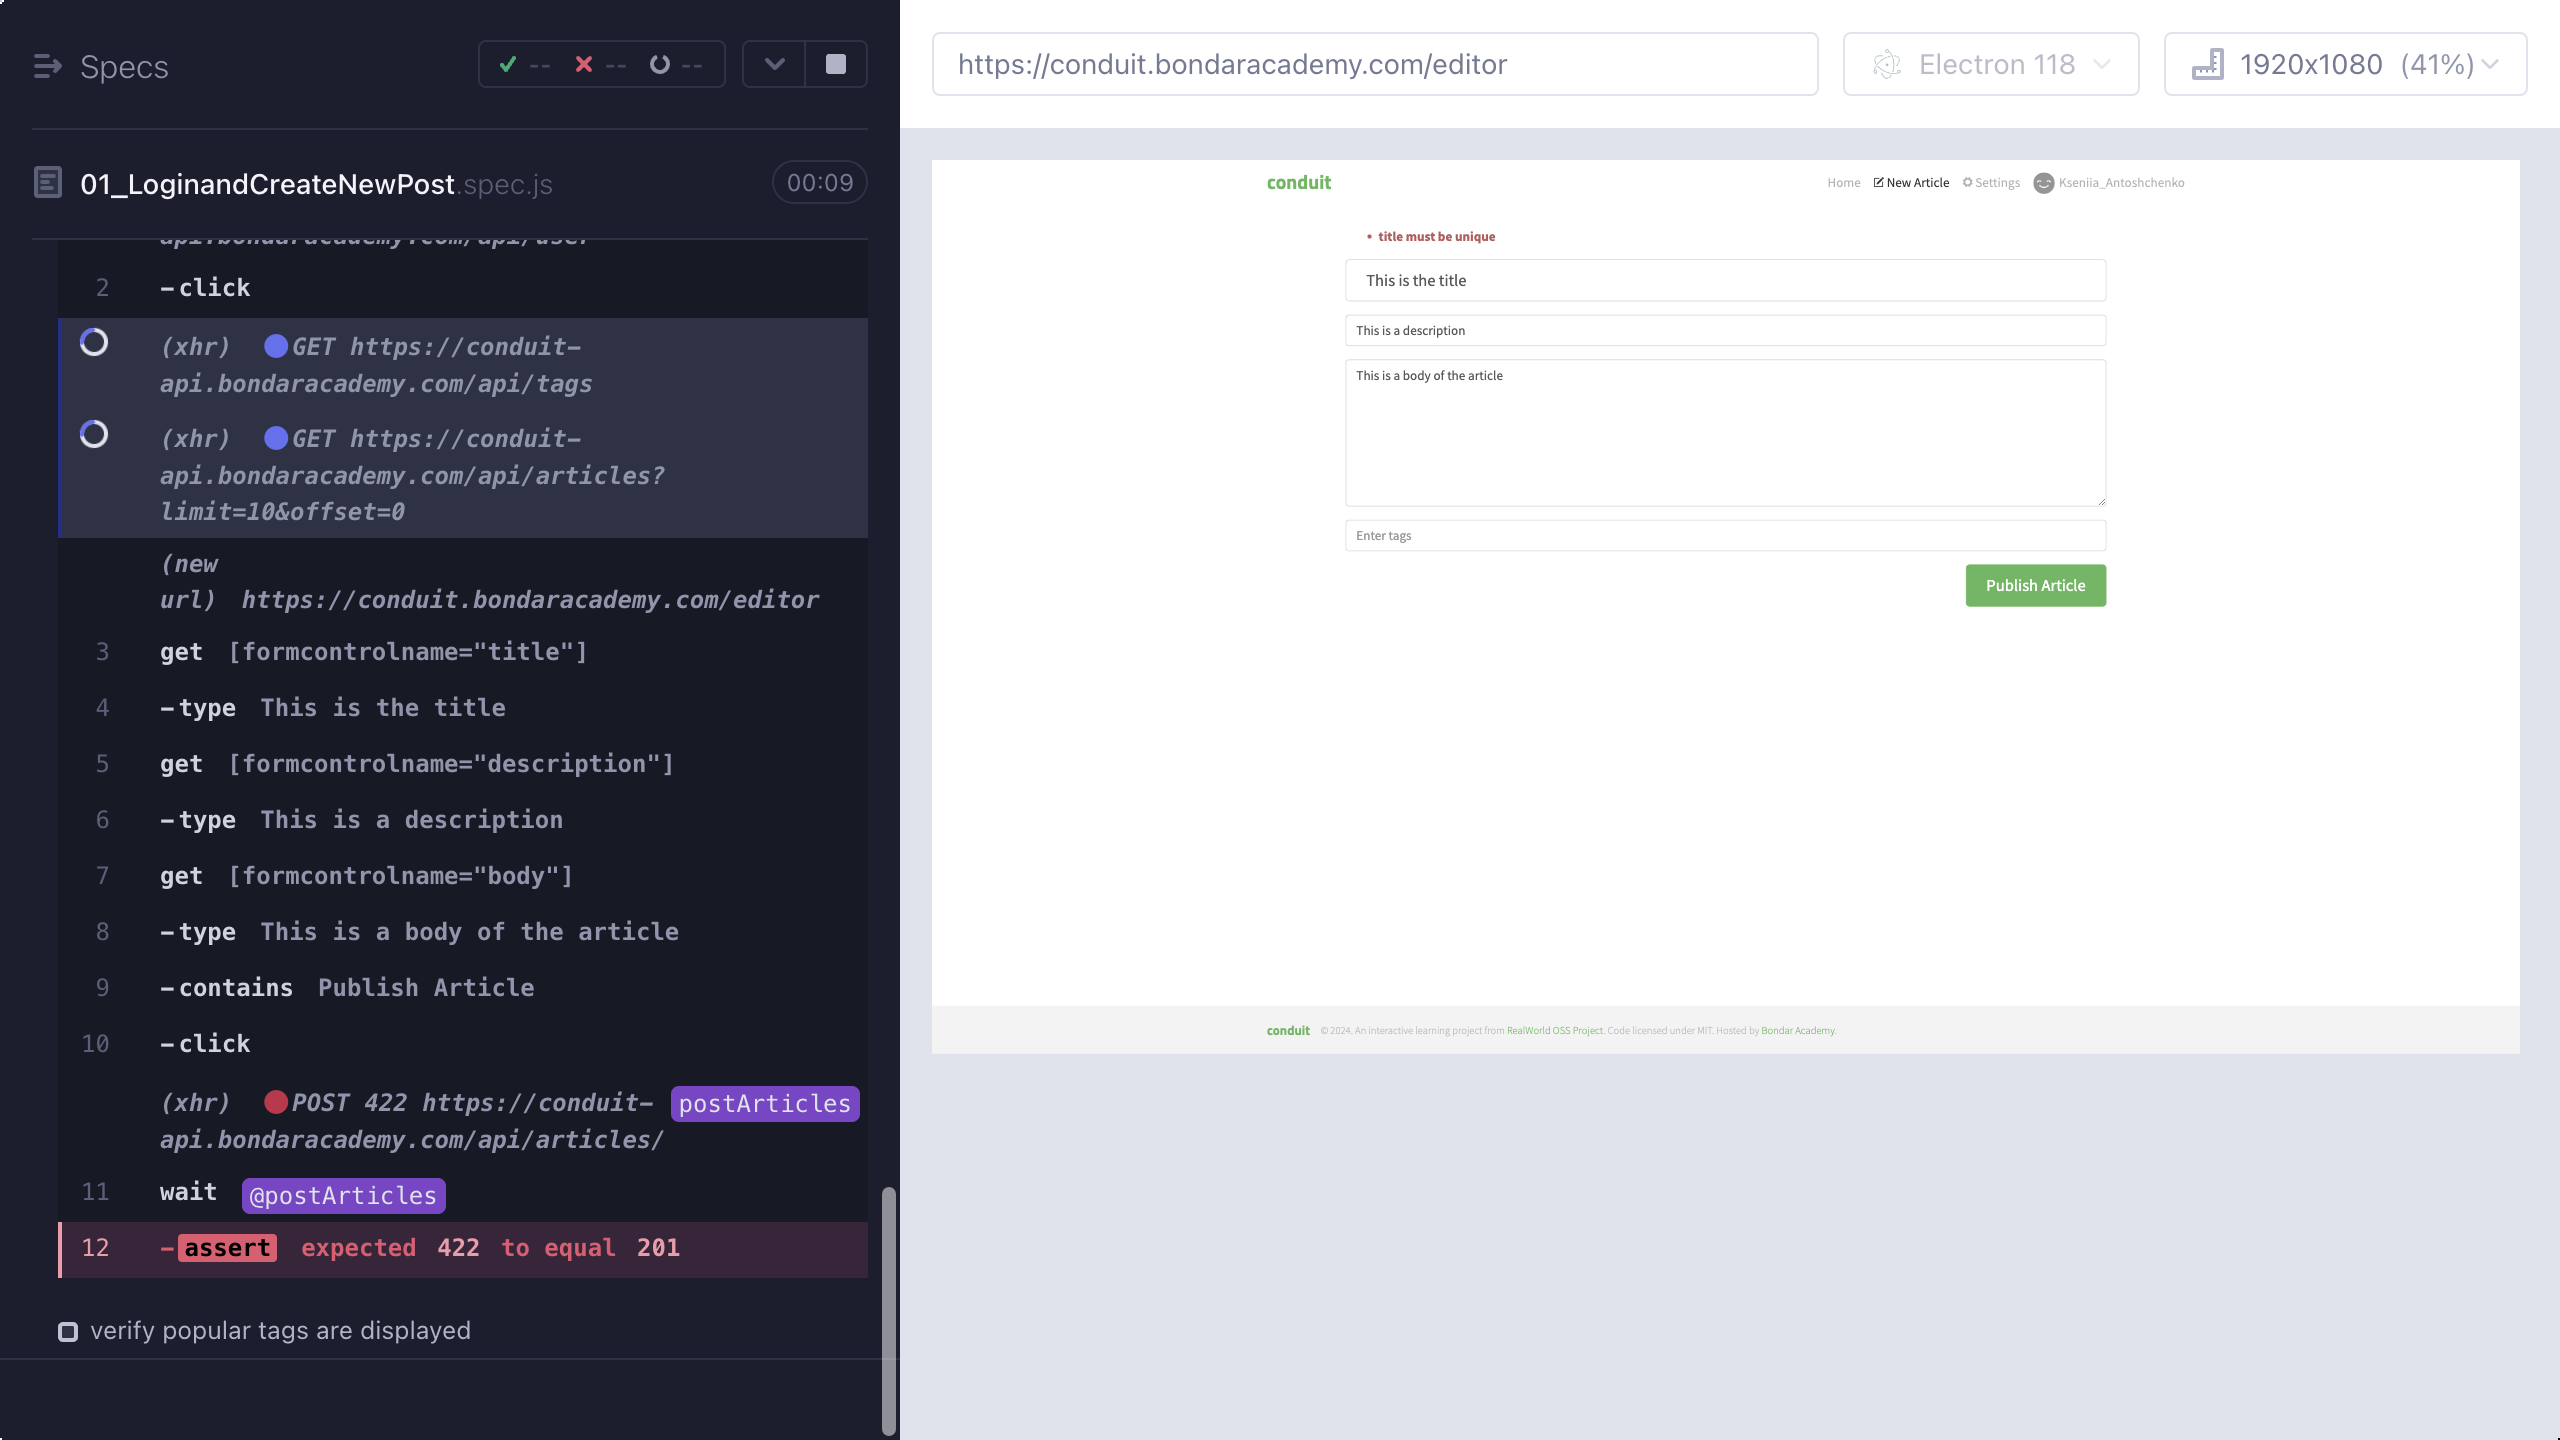 Specs
-- -- --
01_LoginandCreateNewPost.spec.js 00:09
api.bondaracademy.com/api/user
2 -click
(xhr) GET https://conduit-
api.bondaracademy.com/api/tags
(xhr) GET https://conduit-
api.bondaracademy.com/api/articles?
limit=10&offset=0
(new
url) https://conduit.bondaracademy.com/editor
3 get [formcontrolname="title"]
4 -type This is the title
5 get [formcontrolname="description"]
6 -type This is a description
7 get [formcontrolname="body"]
8 -type This is a body of the article
9 -contains Publish Article
10 -click
(xhr) POST 422 https://conduit- postArticles
api.bondaracademy.com/api/articles/
11 wait @postArticles
12 -assert expected 422 to equal 201
verify popular tags are displayed
https://conduit.bondaracademy.com/editor
Electron 118
1920x1080 (41%)
conduit
Home New Article Settings Kseniia_Antoshchenko
• title must be unique
This is the title
This is a description
This is a body of the article
Enter tags
Publish Article
conduit © 2024. An interactive learning project from RealWorld OSS Project. Code licensed under MIT. Hosted by Bondar Academy.